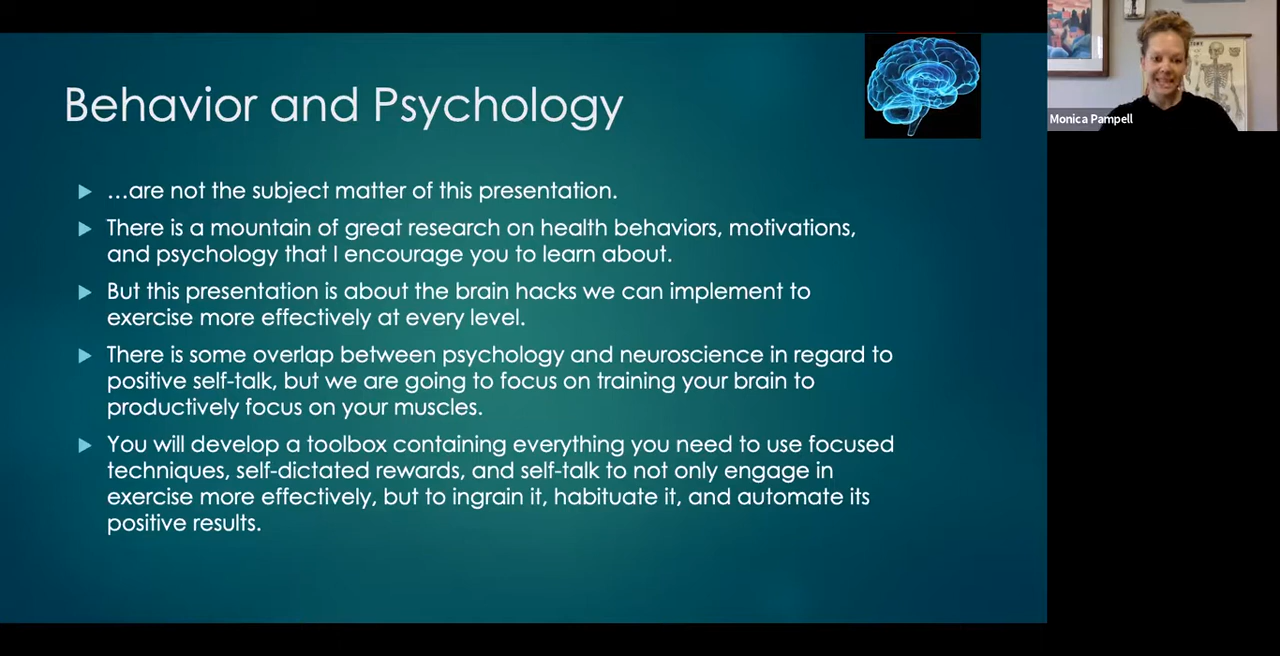 Behavior and Psychology
…are not the subject matter of this presentation.
There is a mountain of great research on health behaviors, motivations,
and psychology that I encourage you to learn about.
But this presentation is about the brain hacks we can implement to
exercise more effectively at every level.
There is some overlap between psychology and neuroscience in regard to
positive self-talk, but we are going to focus on training your brain to
productively focus on your muscles.
You will develop a toolbox containing everything you need to use focused
techniques, self-dictated rewards, and self-talk to not only engage in
exercise more effectively, but to ingrain it, habituate it, and automate its
positive results.
Monica Pampell